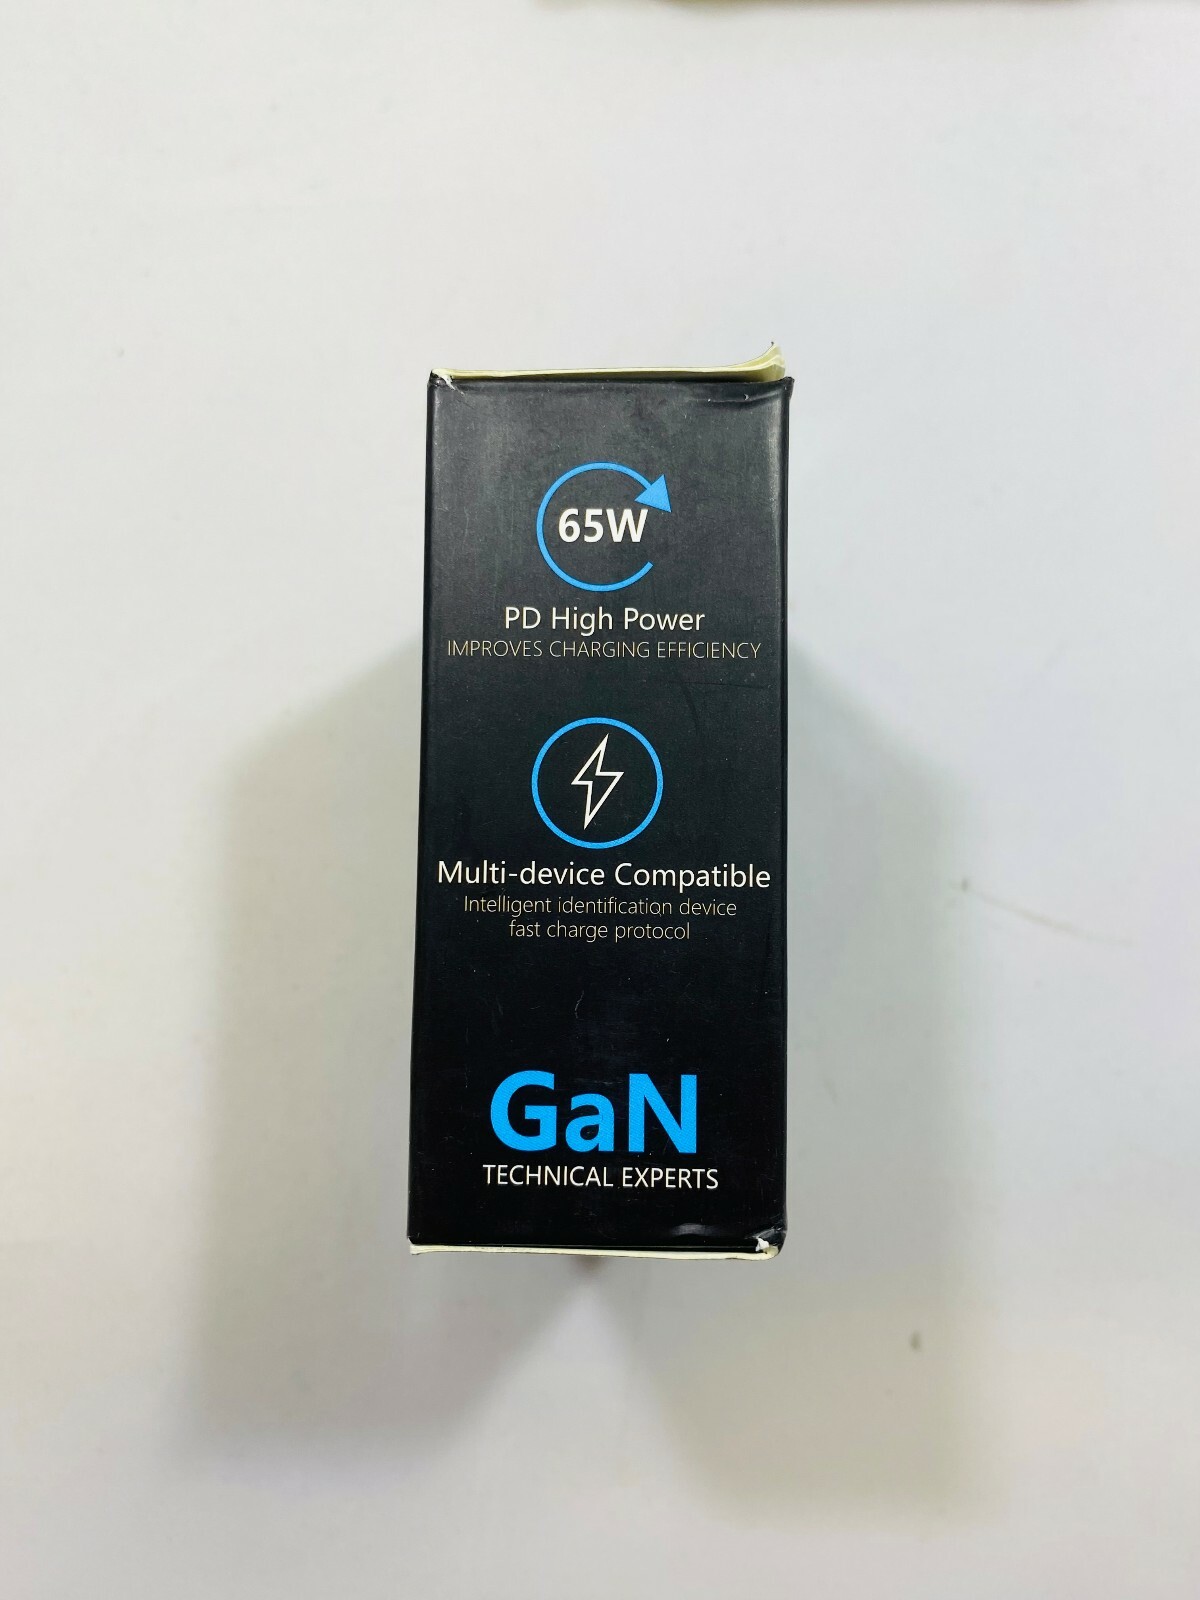 65W
PD High Power
IMPROVES CHARGING EFFICIENCY
Multi-device Compatible
Intelligent identification device
fast charge protocol
GaN
TECHNICAL EXPERTS